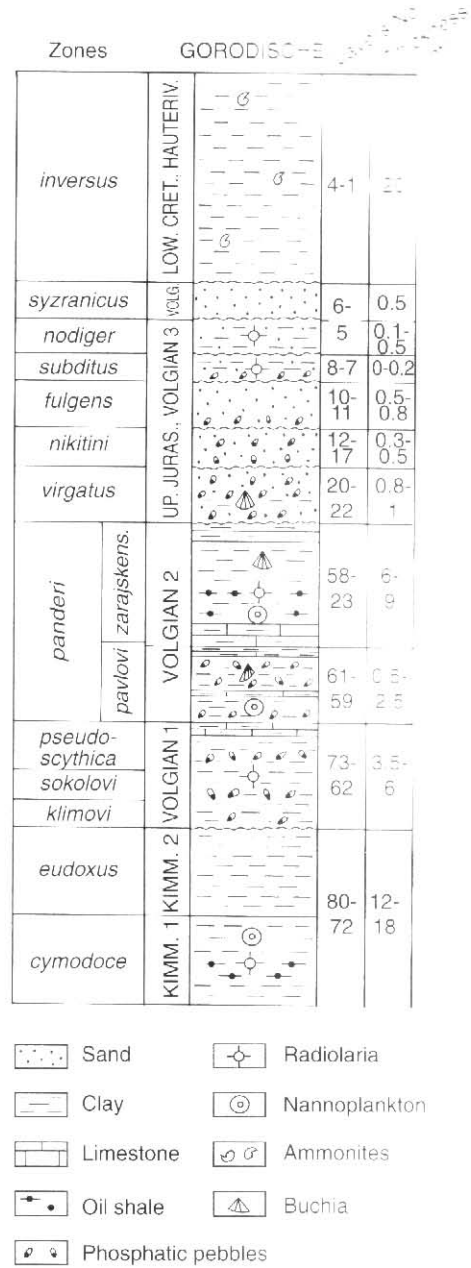 Zones GORODISCHE
inversus LOW. CRET., HAUTERIV. 4-1
syzranicus VOLG. 6- 0.5
nodiger UP. JURAS., VOLGIAN 3 5 0.1-
0.5
subditus 8-7 0-0.2
fulgens 10- 0.5-
11 0.8
nikitini 12- 0.3-
17 0.5
virgatus 20- 0.8-
22 1
panderi zarajskens. VOLGIAN 2 58- 6-
23 9
pavlovi 61- 0.5-
59 2.5
pseudo-
scythica VOLGIAN 1 73- 3.5-
sokolovi 62 6
klimovi
eudoxus KIMM. 2
80- 12-
72 18
cymodoce KIMM. 1
Sand Radiolaria
Clay Nannoplankton
Limestone Ammonites
Oil shale Buchia
Phosphatic pebbles